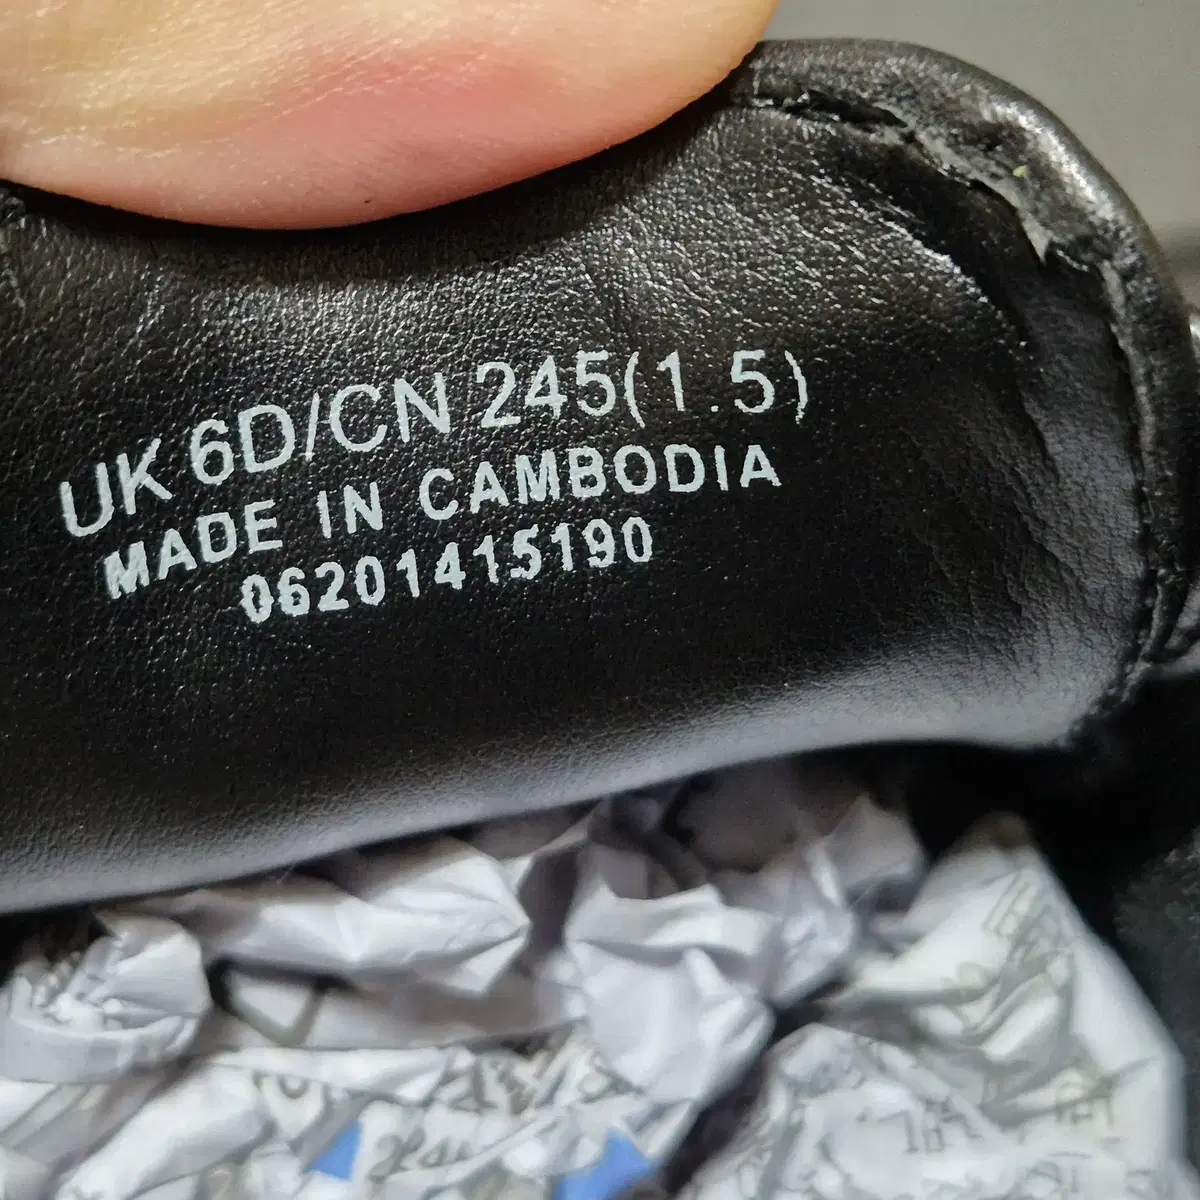 UK 6D/CN 245(1.5)
MADE IN CAMBODIA
06201415190